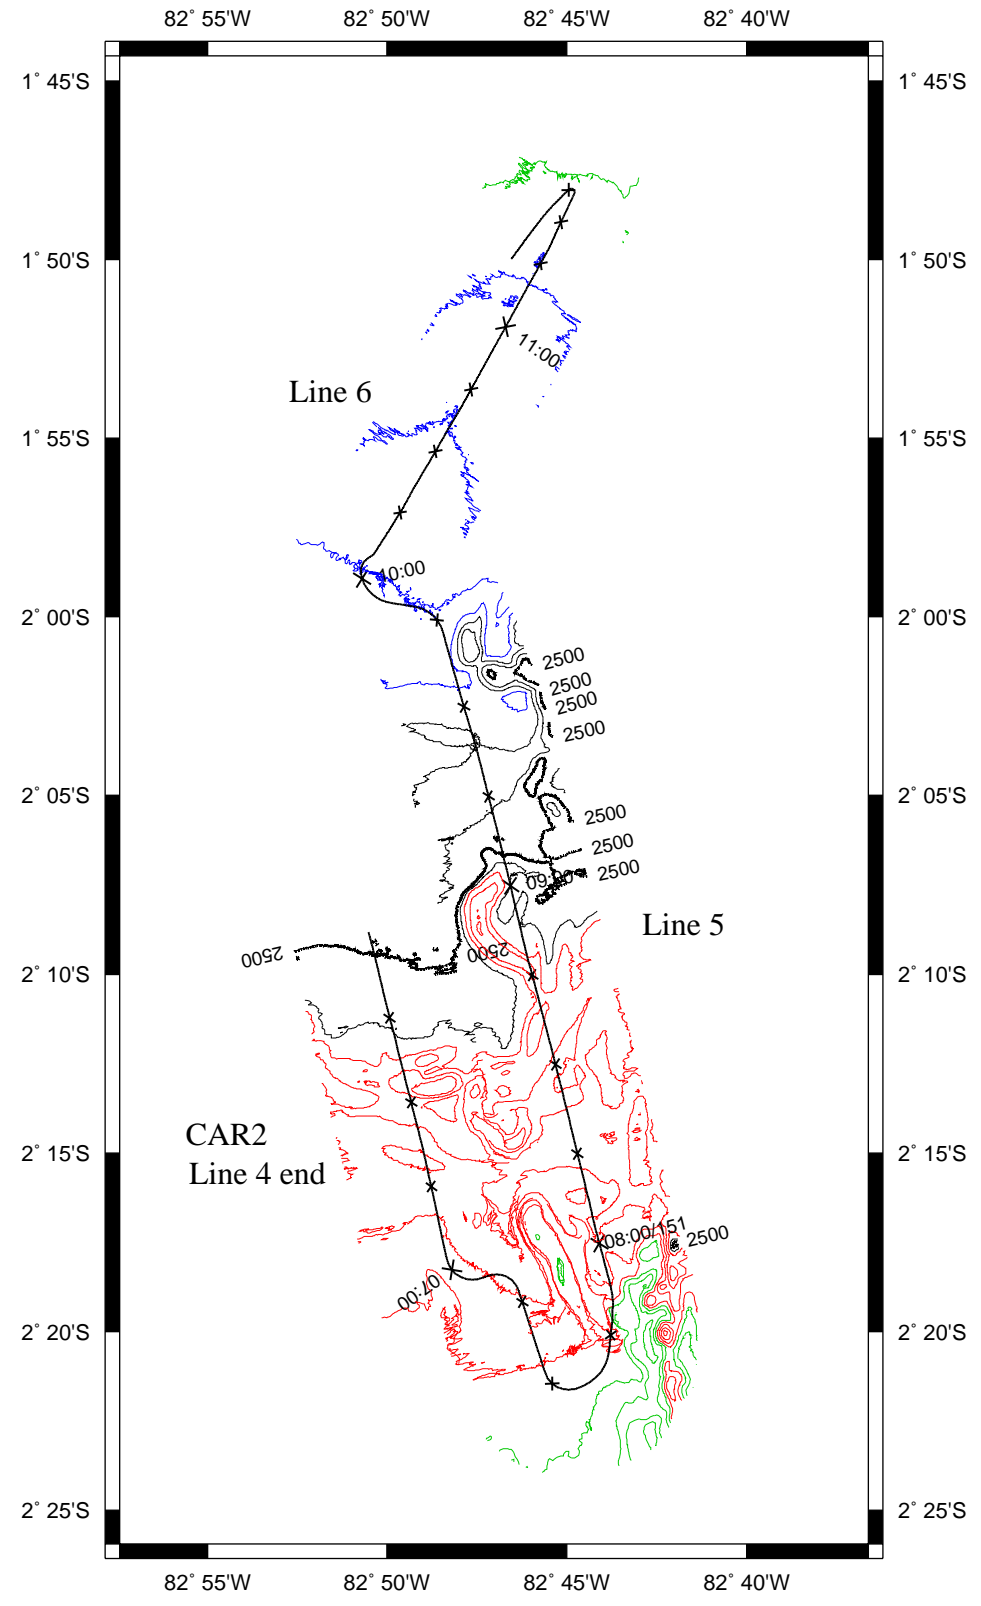 82° 55'W 82° 50'W 82° 45'W 82° 40'W
1° 45'S 1° 45'S
1° 50'S 1° 50'S
11:00
Line 6
1° 55'S 1° 55'S
10:00
2° 00'S 2° 00'S
2500
2500
2500
2500
2° 05'S 2° 05'S
2500
2500
2500
09:00
Line 5
2500
2500
2° 10'S 2° 10'S
CAR2
2° 15'S 2° 15'S
Line 4 end
08:00/151
2500
07:00
2° 20'S 2° 20'S
2° 25'S 2° 25'S
82° 55'W 82° 50'W 82° 45'W 82° 40'W